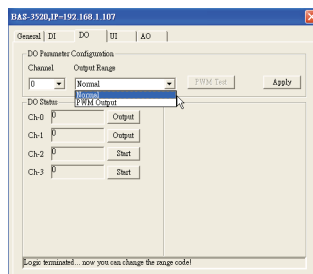 BAS-3520,IP=192.168.1.107
General DI DO UI AO
DO Parameter Configuration
Channel Output Range
0 Normal PWM Test Apply
Normal
PWM Output
DO Status
Ch-0 0 Output
Ch-1 0 Output
Ch-2 0 Start
Ch-3 0 Start
Logic terminated... now you can change the range code!